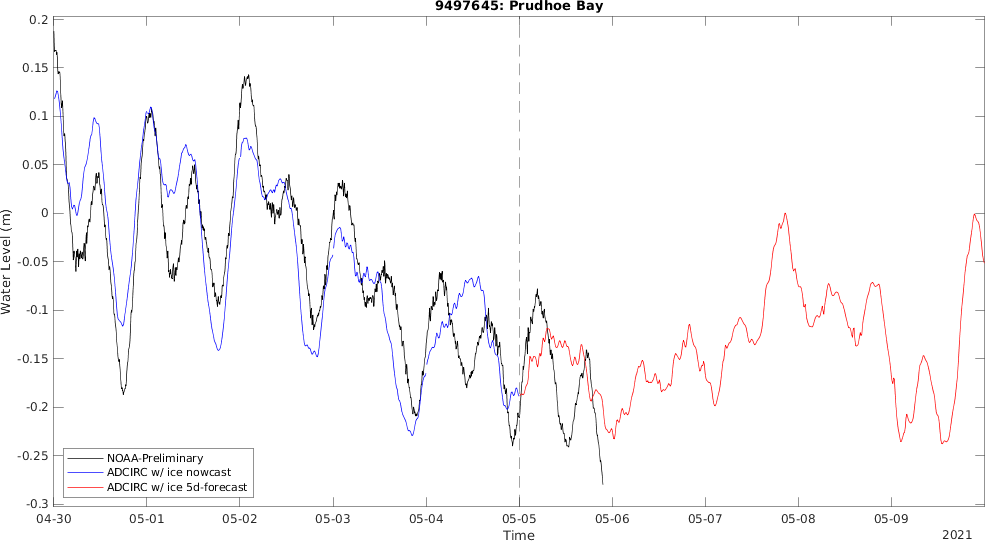 9497645: Prudhoe Bay
0.2
0.15
0.1
0.05
0
-0.05
-0.1
-0.15
-0.2
-0.25
-0.3
Water Level (m)
NOAA-Preliminary
ADCIRC w/ ice nowcast
ADCIRC w/ ice 5d-forecast
04-30 05-01 05-02 05-03 05-04 05-05 05-06 05-07 05-08 05-09
Time
2021